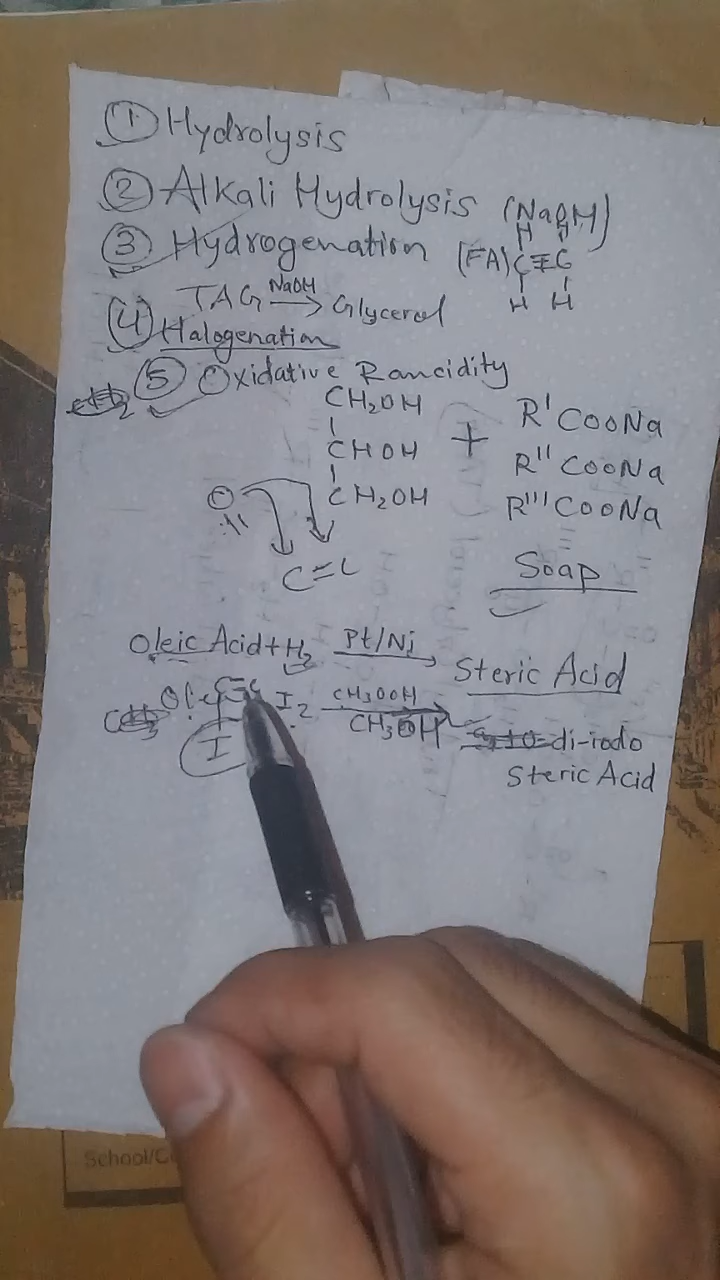 ① Hydrolysis
② Alkali Hydrolysis (NaOH)
③ Hydrogenation (FA)
H H
C C
H H
TAG NaOH → Glycerol
④ Halogenation
⑤ Oxidative Rancidity
CH₂OH
CHOH
CH₂OH
+
R' COONa
R'' COONa
R''' COONa
O
C=C
Soap
Oleic Acid + H₂ Pt/Ni → Steric Acid
I₂ CH₃OOH
CH₃OH
di-iodo
Steric Acid
I
School/